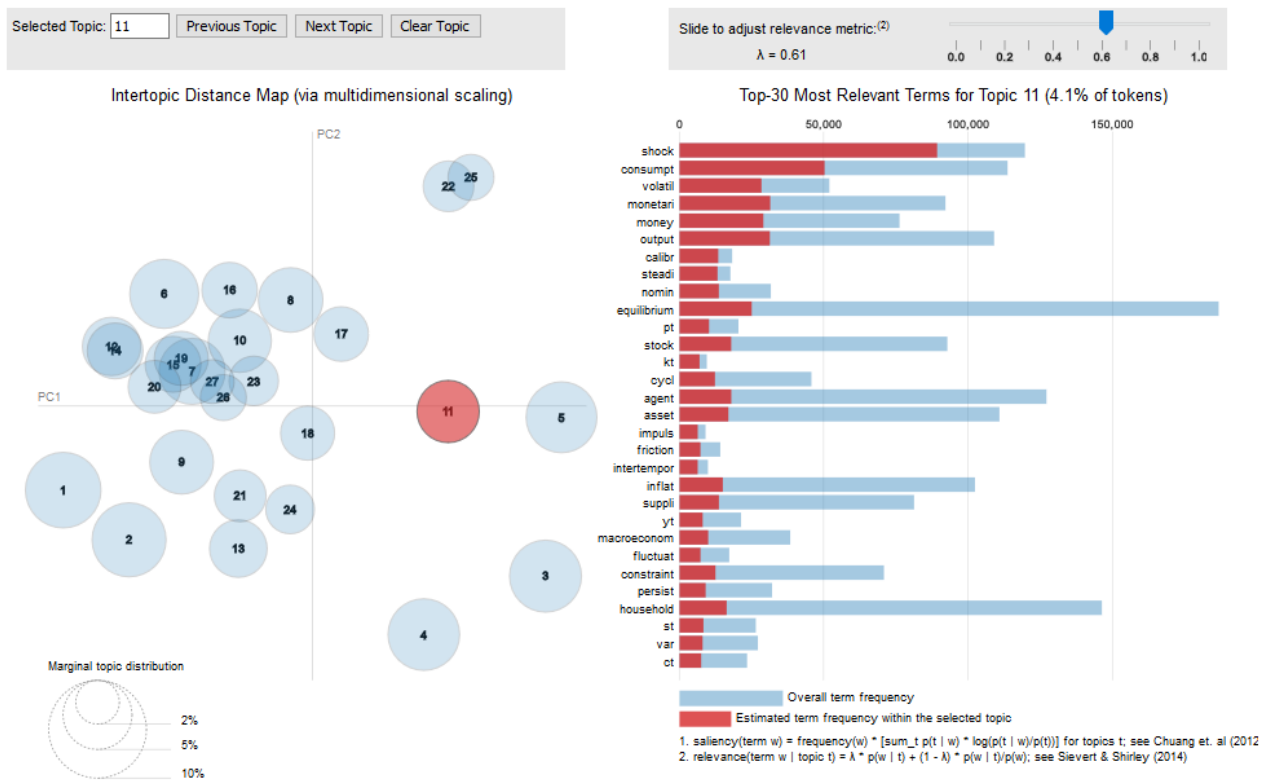 Selected Topic: 11 Previous Topic Next Topic Clear Topic
Slide to adjust relevance metric:(2)
λ = 0.61
0.0 0.2 0.4 0.6 0.8 1.0
Intertopic Distance Map (via multidimensional scaling)
PC2
PC1
22 25
6 16 8
17
10
12 14
19
15
7
20 27 23
26
11
5
18
9
1
21
24
2
13
3
4
Marginal topic distribution
2%
5%
10%
Top-30 Most Relevant Terms for Topic 11 (4.1% of tokens)
0 50,000 100,000 150,000
shock
consumpt
volatil
monetari
money
output
calibr
steadi
nomin
equilibrium
pt
stock
kt
cycl
agent
asset
impuls
friction
intertempor
inflat
suppli
yt
macroeconom
fluctuat
constraint
persist
household
st
var
ct
Overall term frequency
Estimated term frequency within the selected topic
1. saliency(term w) = frequency(w) * [sum_t p(t | w) * log(p(t | w)/p(t))] for topics t; see Chuang et. al (2012
2. relevance(term w | topic t) = λ * p(w | t) + (1 - λ) * p(w | t)/p(w); see Sievert & Shirley (2014)